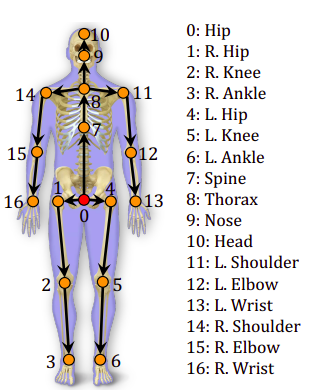 10
9
14
11
8
7
15
12
16
1
4
13
0
2
5
3
6
0: Hip
1: R. Hip
2: R. Knee
3: R. Ankle
4: L. Hip
5: L. Knee
6: L. Ankle
7: Spine
8: Thorax
9: Nose
10: Head
11: L. Shoulder
12: L. Elbow
13: L. Wrist
14: R. Shoulder
15: R. Elbow
16: R. Wrist